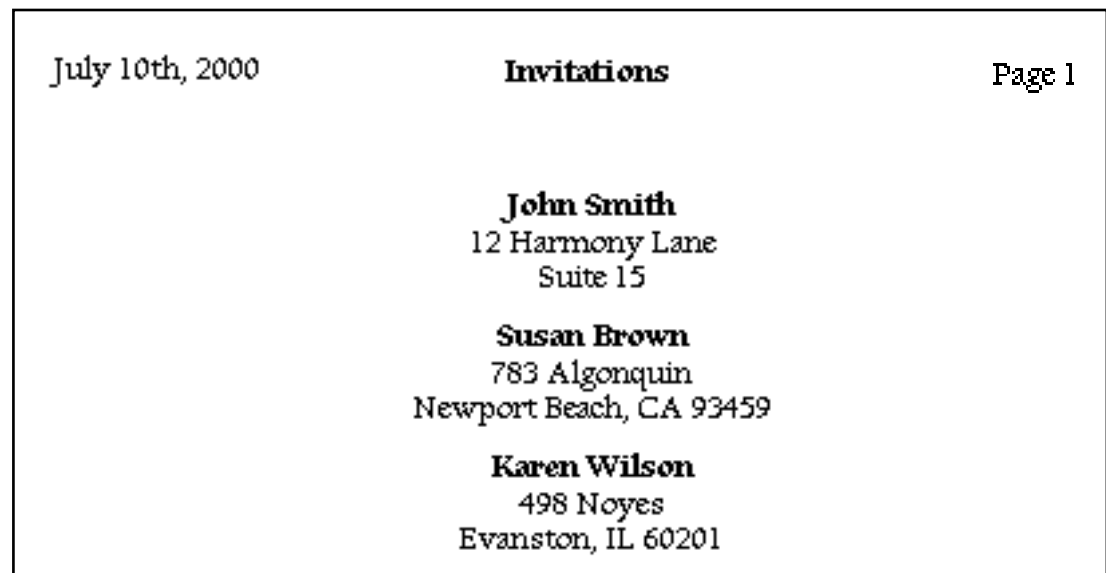 July 10th, 2000 Invitations Page 1
John Smith
12 Harmony Lane
Suite 15
Susan Brown
783 Algonquin
Newport Beach, CA 93459
Karen Wilson
498 Noyes
Evanston, IL 60201